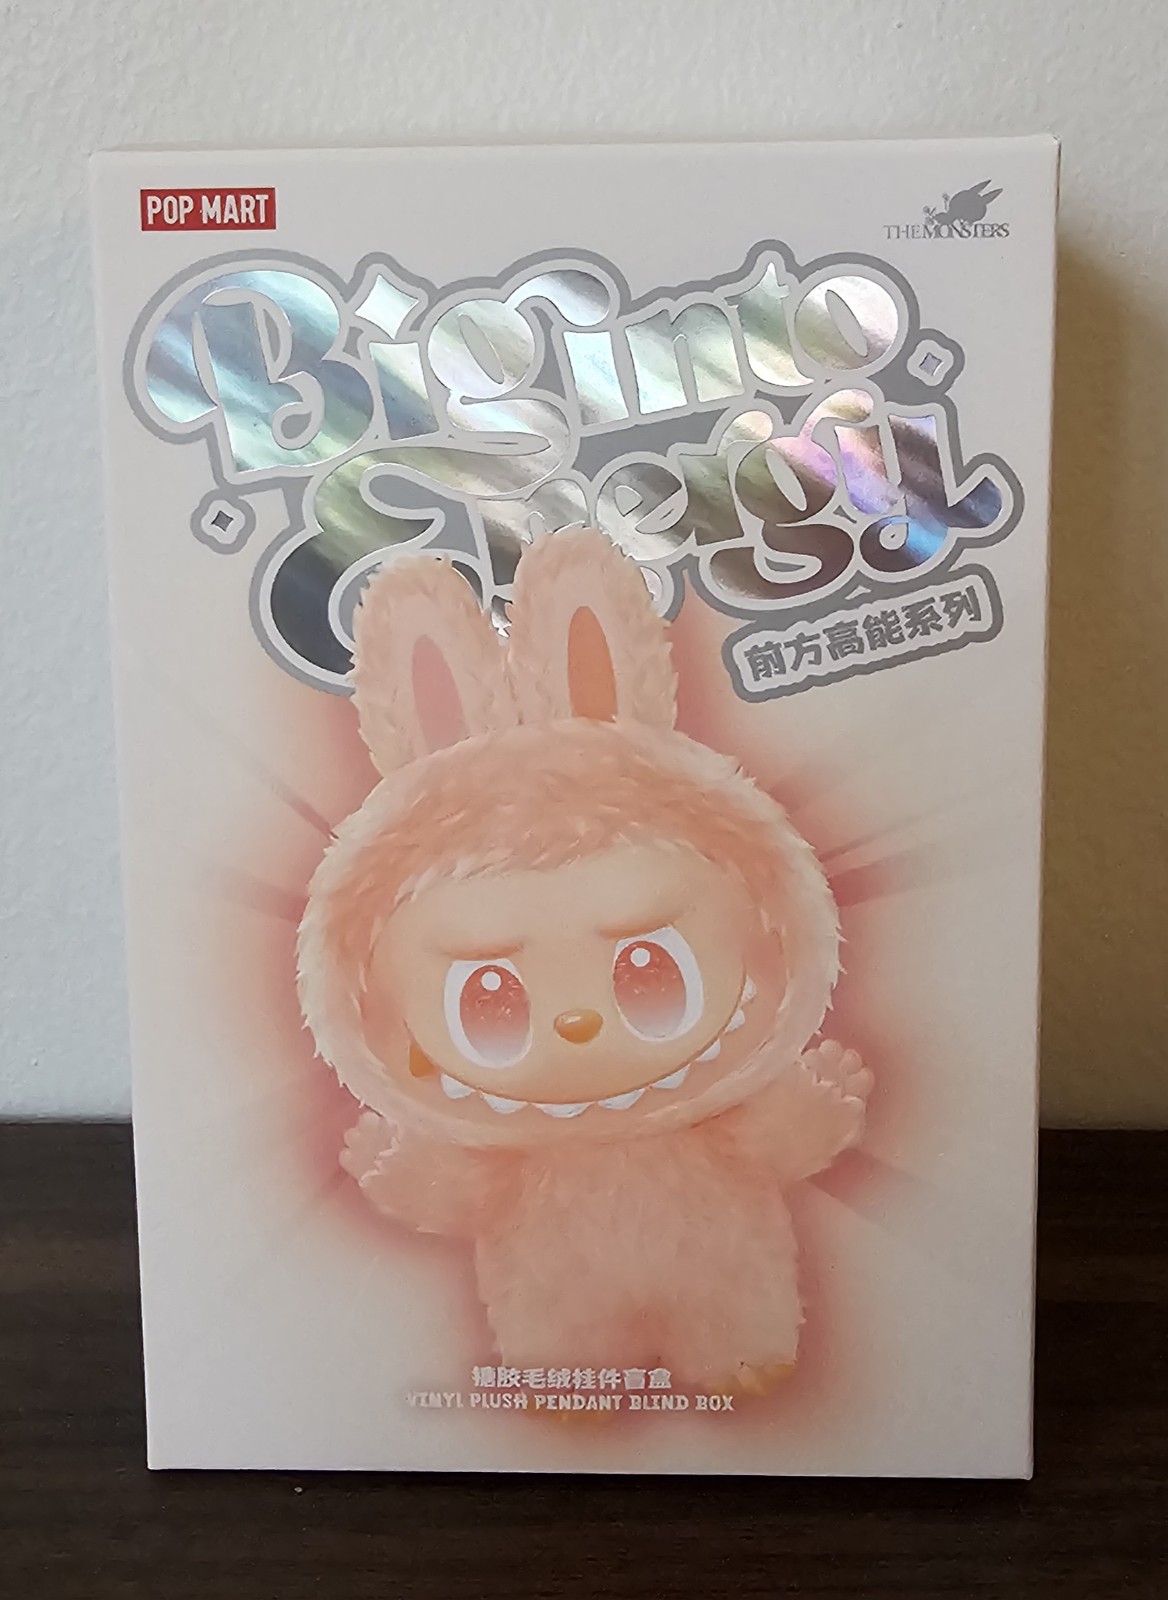 POP MART
THE MONSTERS
Big into
Energy
前方高能系列
搪胶毛绒挂件盲盒
VINYL PLUSH PENDANT BLIND BOX